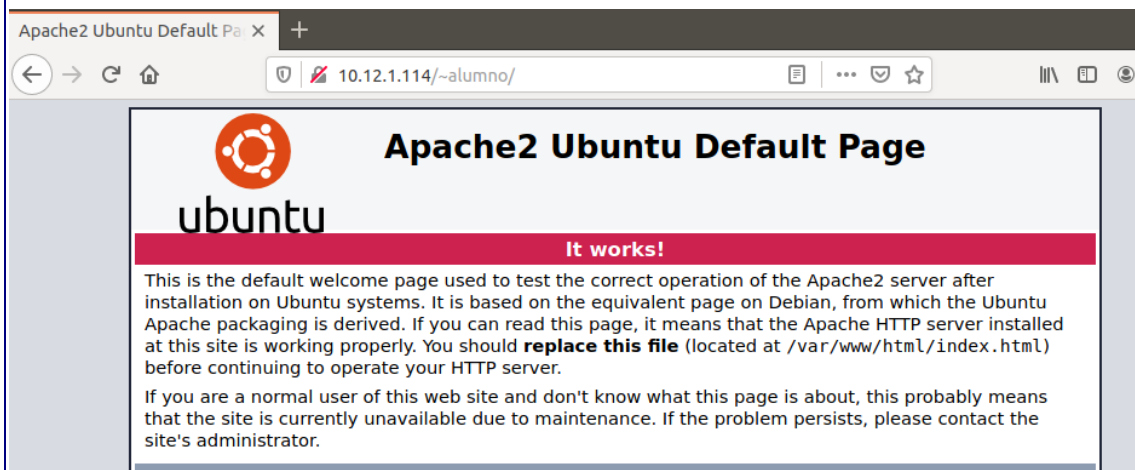 Apache2 Ubuntu Default Pa
10.12.1.114/~alumno/
ubuntu
Apache2 Ubuntu Default Page
It works!
This is the default welcome page used to test the correct operation of the Apache2 server after
installation on Ubuntu systems. It is based on the equivalent page on Debian, from which the Ubuntu
Apache packaging is derived. If you can read this page, it means that the Apache HTTP server installed
at this site is working properly. You should replace this file (located at /var/www/html/index.html)
before continuing to operate your HTTP server.
If you are a normal user of this web site and don't know what this page is about, this probably means
that the site is currently unavailable due to maintenance. If the problem persists, please contact the
site's administrator.